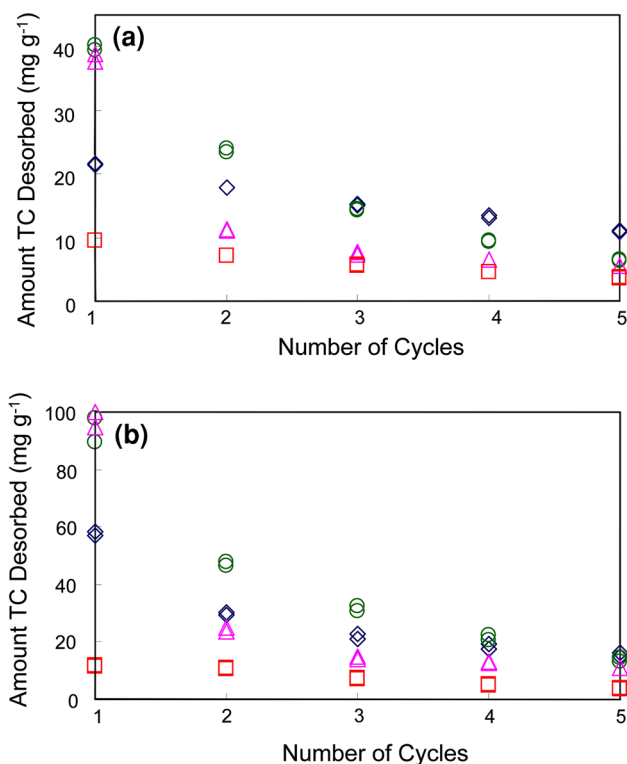 (a)
Amount TC Desorbed (mg g-1)
40
30
20
10
0
1 2 3 4 5
Number of Cycles
(b)
Amount TC Desorbed (mg g-1)
100
80
60
40
20
0
1 2 3 4 5
Number of Cycles